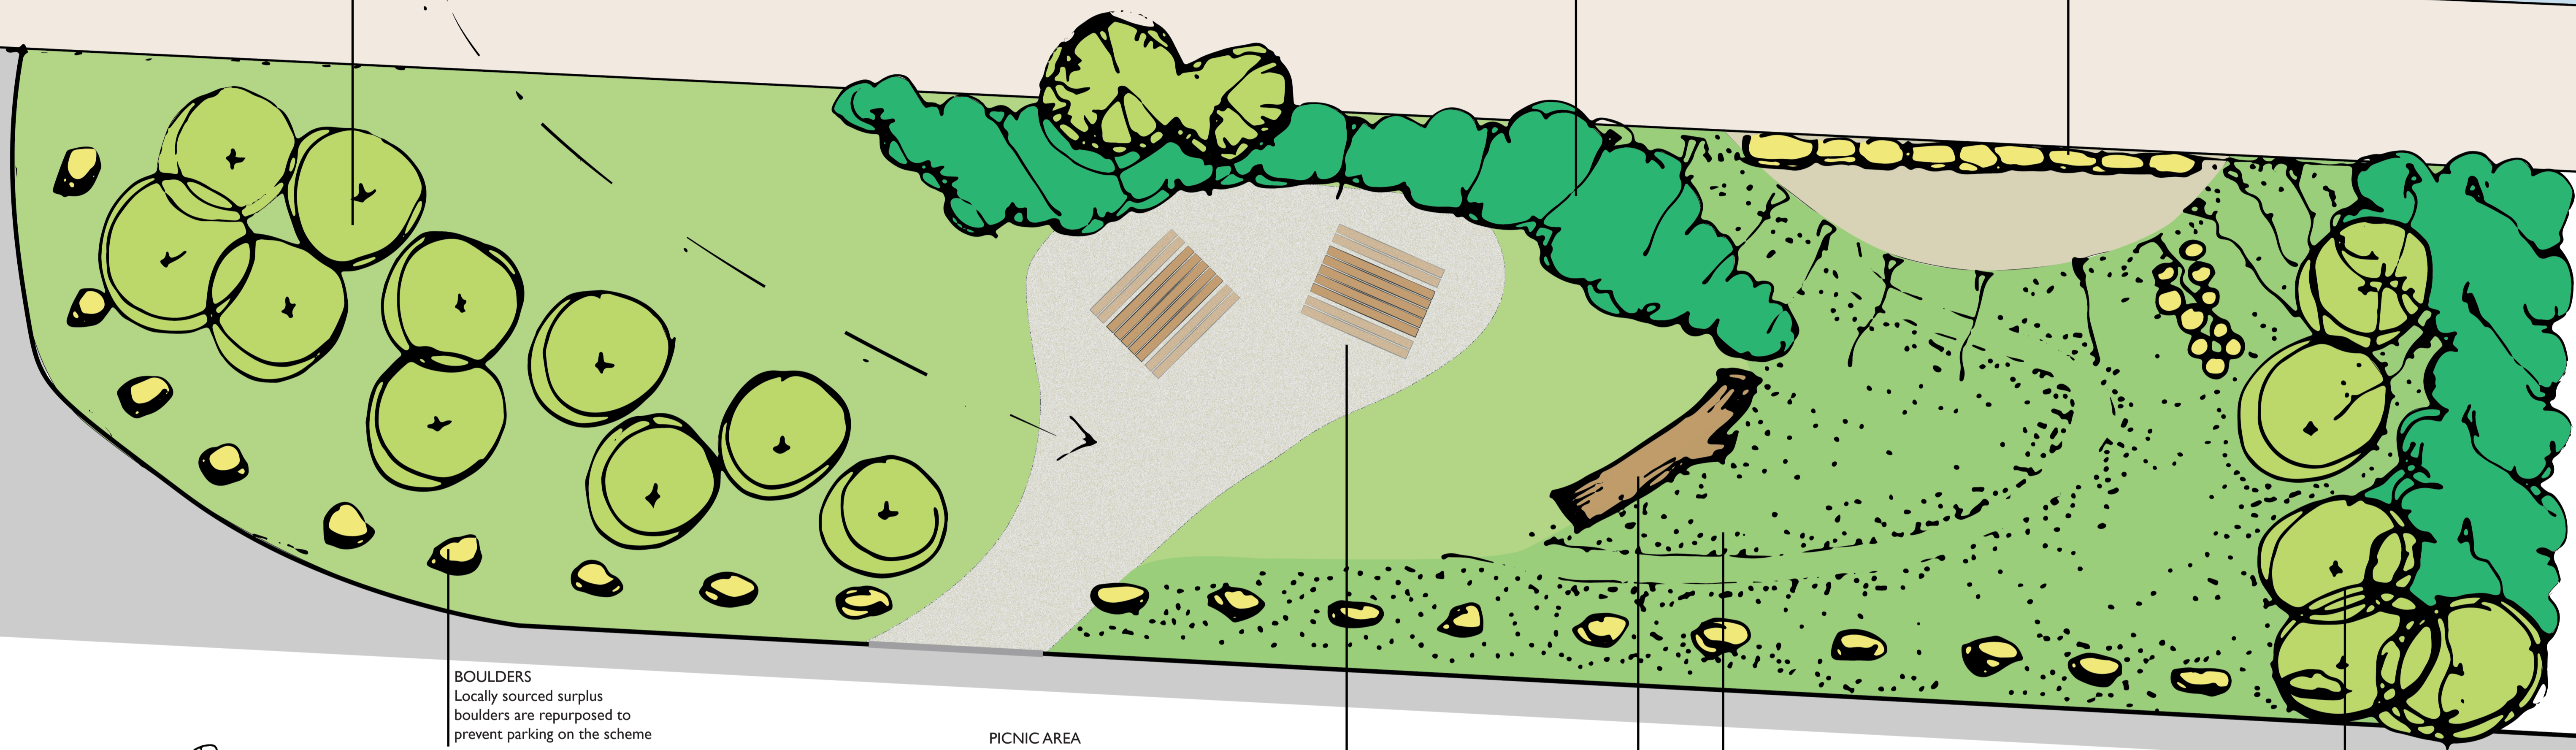 BOULDERS
Locally sourced surplus
boulders are repurposed to
prevent parking on the scheme
PICNIC AREA